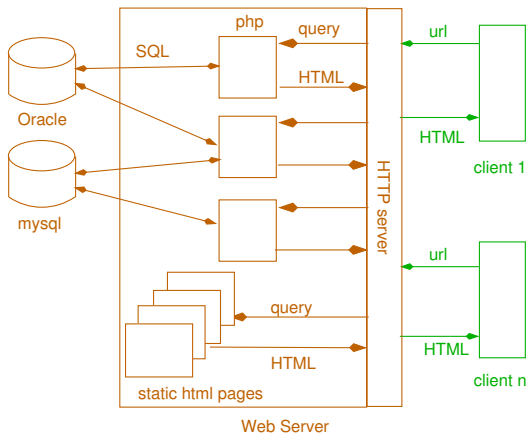 php
query
url
SQL
HTML
Oracle
HTML
client 1
HTTP server
mysql
url
query
HTML
HTML
static html pages
client n
Web Server